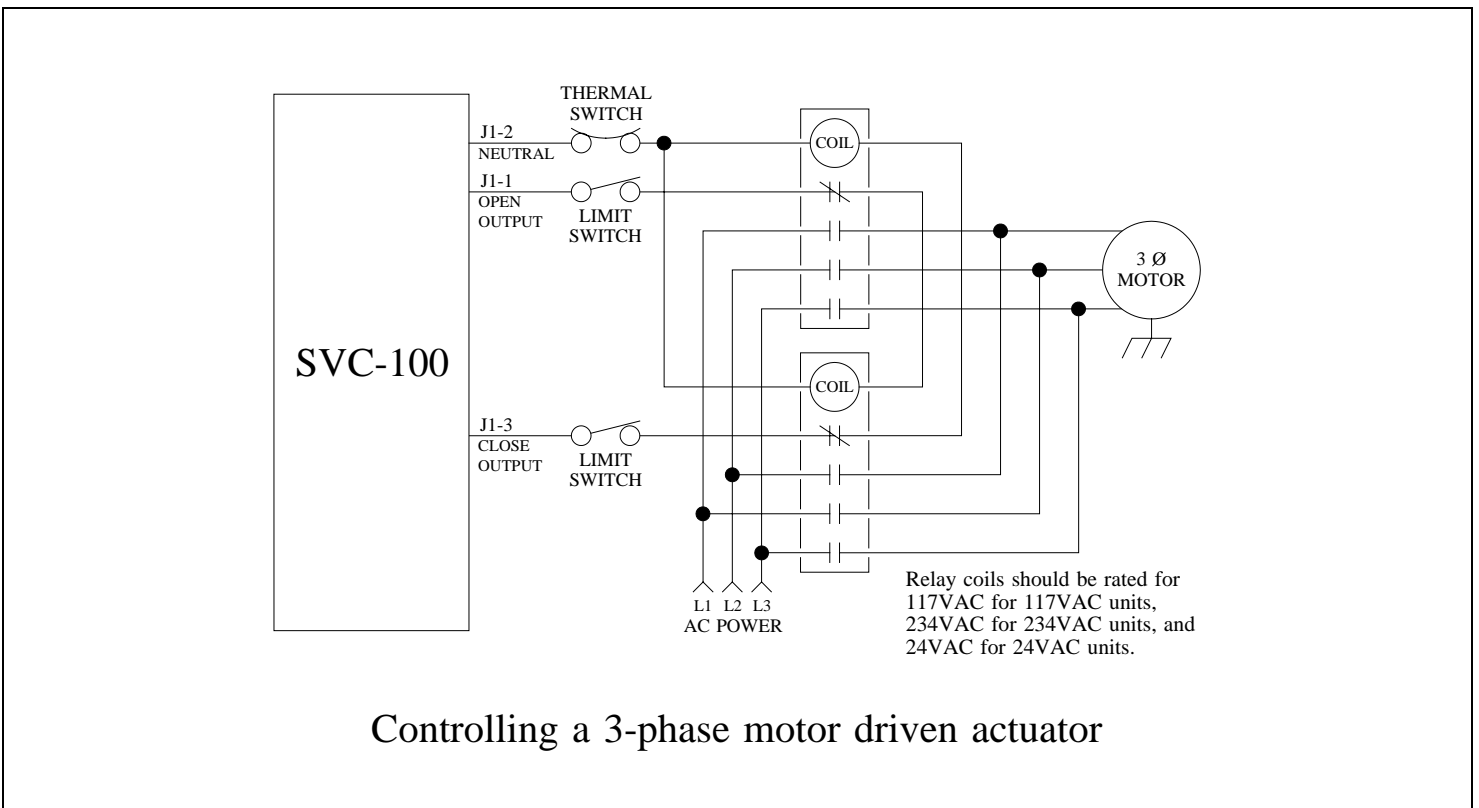 THERMAL
SWITCH
J1-2
NEUTRAL
COIL
J1-1
OPEN
OUTPUT
LIMIT
SWITCH
3 Ø
MOTOR
SVC-100
COIL
J1-3
CLOSE
OUTPUT
LIMIT
SWITCH
L1 L2 L3
AC POWER
Relay coils should be rated for
117VAC for 117VAC units,
234VAC for 234VAC units, and
24VAC for 24VAC units.
Controlling a 3-phase motor driven actuator